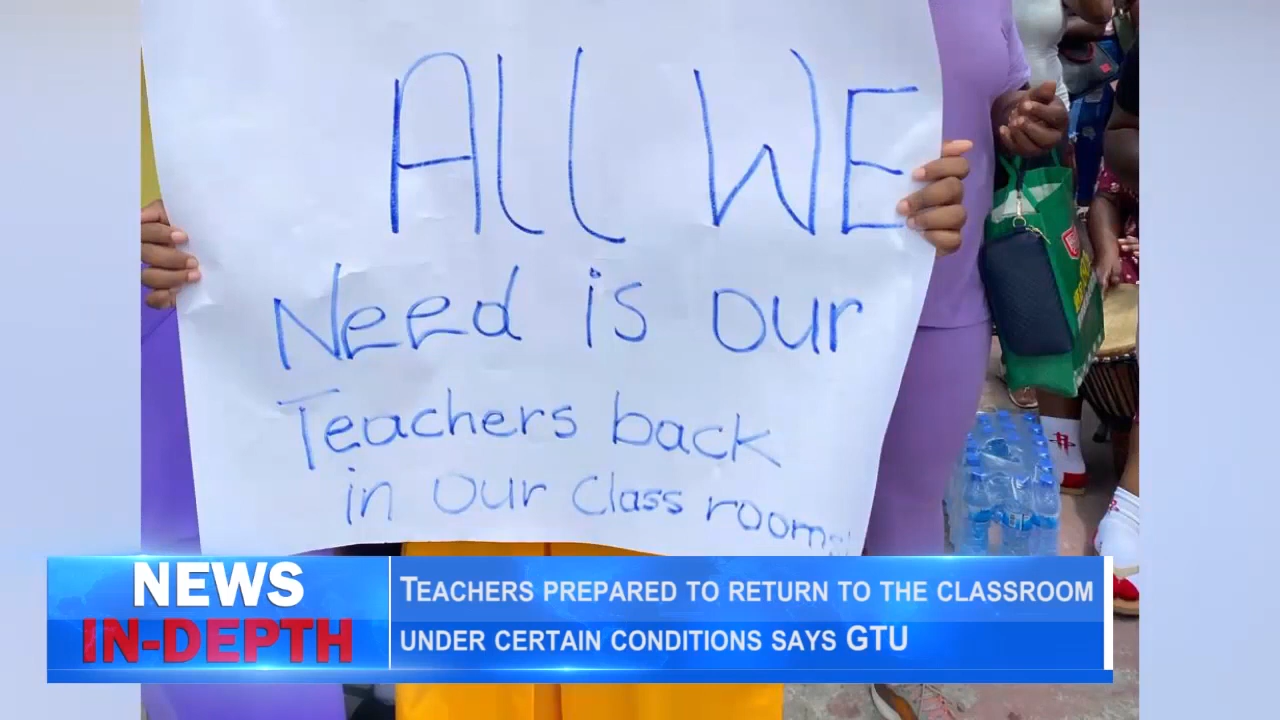 ALL WE
Need is our
Teachers back
in our Class rooms
NEWS
IN-DEPTH
TEACHERS PREPARED TO RETURN TO THE CLASSROOM
UNDER CERTAIN CONDITIONS SAYS GTU